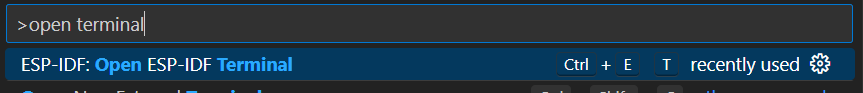 >open terminal
ESP-IDF: Open ESP-IDF Terminal Ctrl + E T recently used